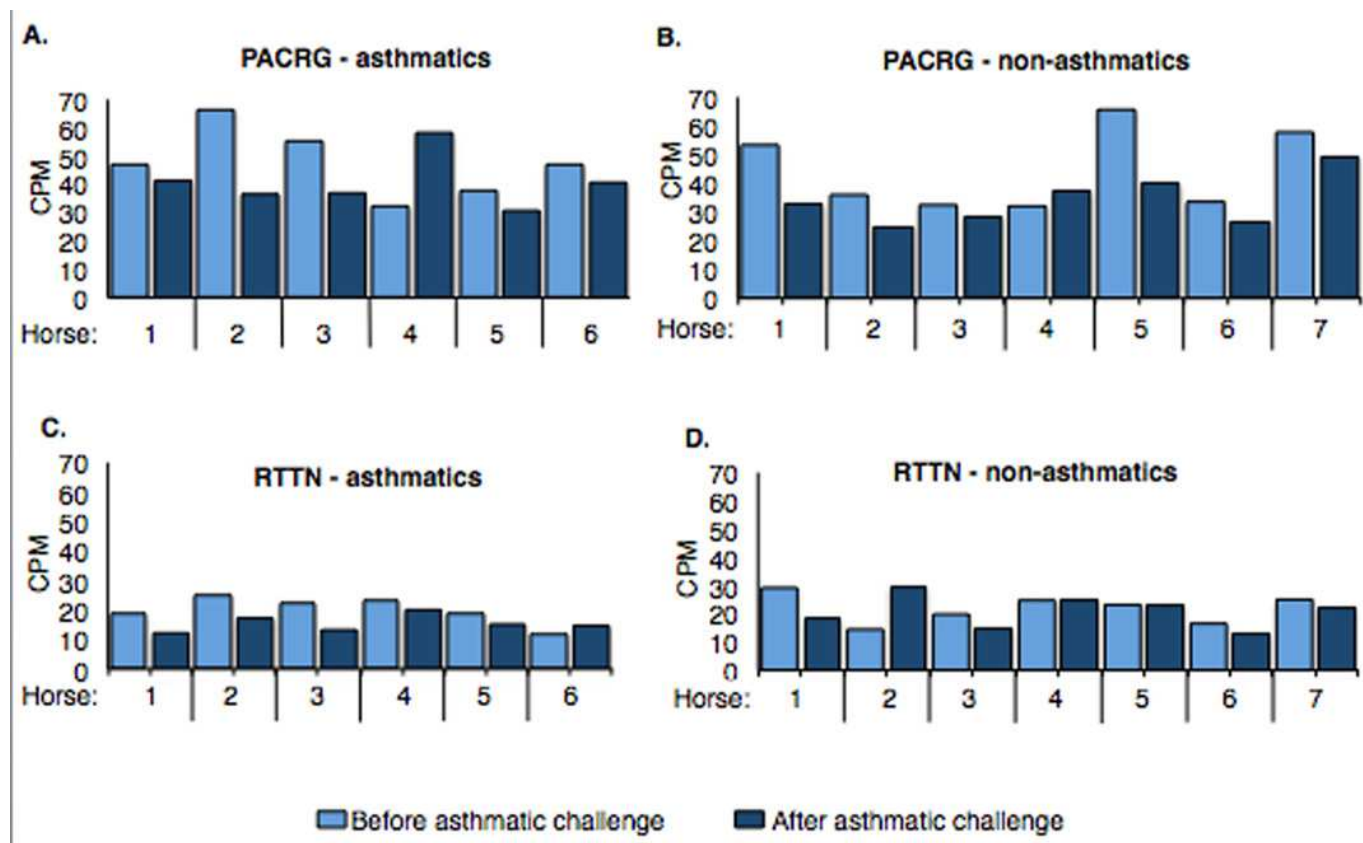 A.
PACRG - asthmatics
CPM
70
60
50
40
30
20
10
0
Horse: 1 2 3 4 5 6
B.
PACRG - non-asthmatics
CPM
70
60
50
40
30
20
10
0
Horse: 1 2 3 4 5 6 7
C.
RTTN - asthmatics
CPM
70
60
50
40
30
20
10
0
Horse: 1 2 3 4 5 6
D.
RTTN - non-asthmatics
CPM
70
60
50
40
30
20
10
0
Horse: 1 2 3 4 5 6 7
Before asthmatic challenge After asthmatic challenge